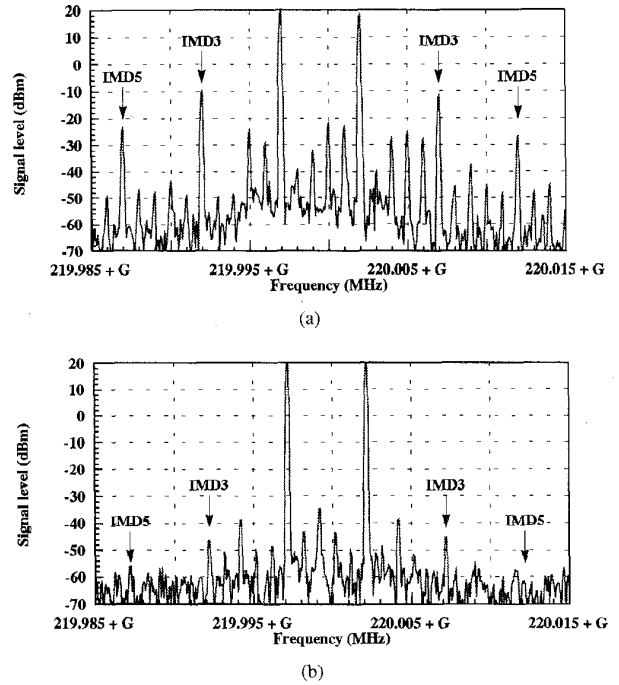 20
10
0
-10
-20
-30
-40
-50
-60
-70
Signal level (dBm)
IMD5
IMD3
IMD3
IMD5
219.985 + G
219.995 + G
220.005 + G
220.015 + G
Frequency (MHz)
(a)
20
10
0
-10
-20
-30
-40
-50
-60
-70
Signal level (dBm)
IMD5
IMD3
IMD3
IMD5
219.985 + G
219.995 + G
220.005 + G
220.015 + G
Frequency (MHz)
(b)